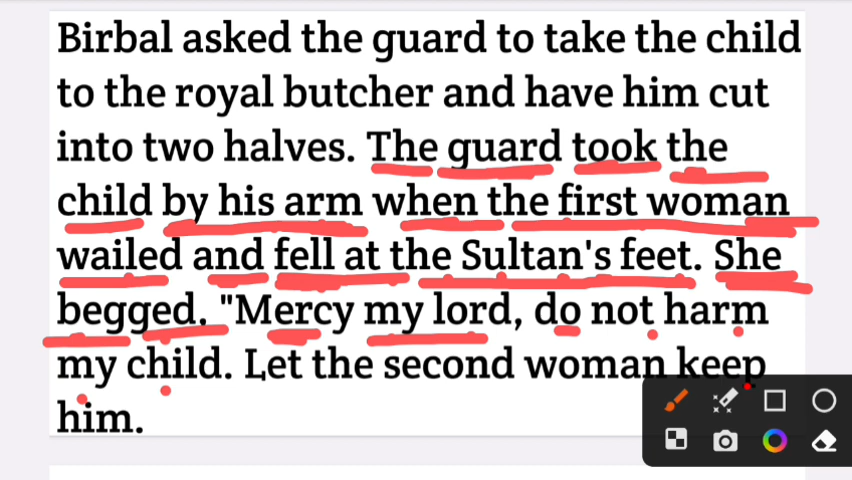 Birbal asked the guard to take the child
to the royal butcher and have him cut
into two halves. The guard took the
child by his arm when the first woman
wailed and fell at the Sultan's feet. She
begged. "Mercy my lord, do not harm
my child. Let the second woman keep
him.